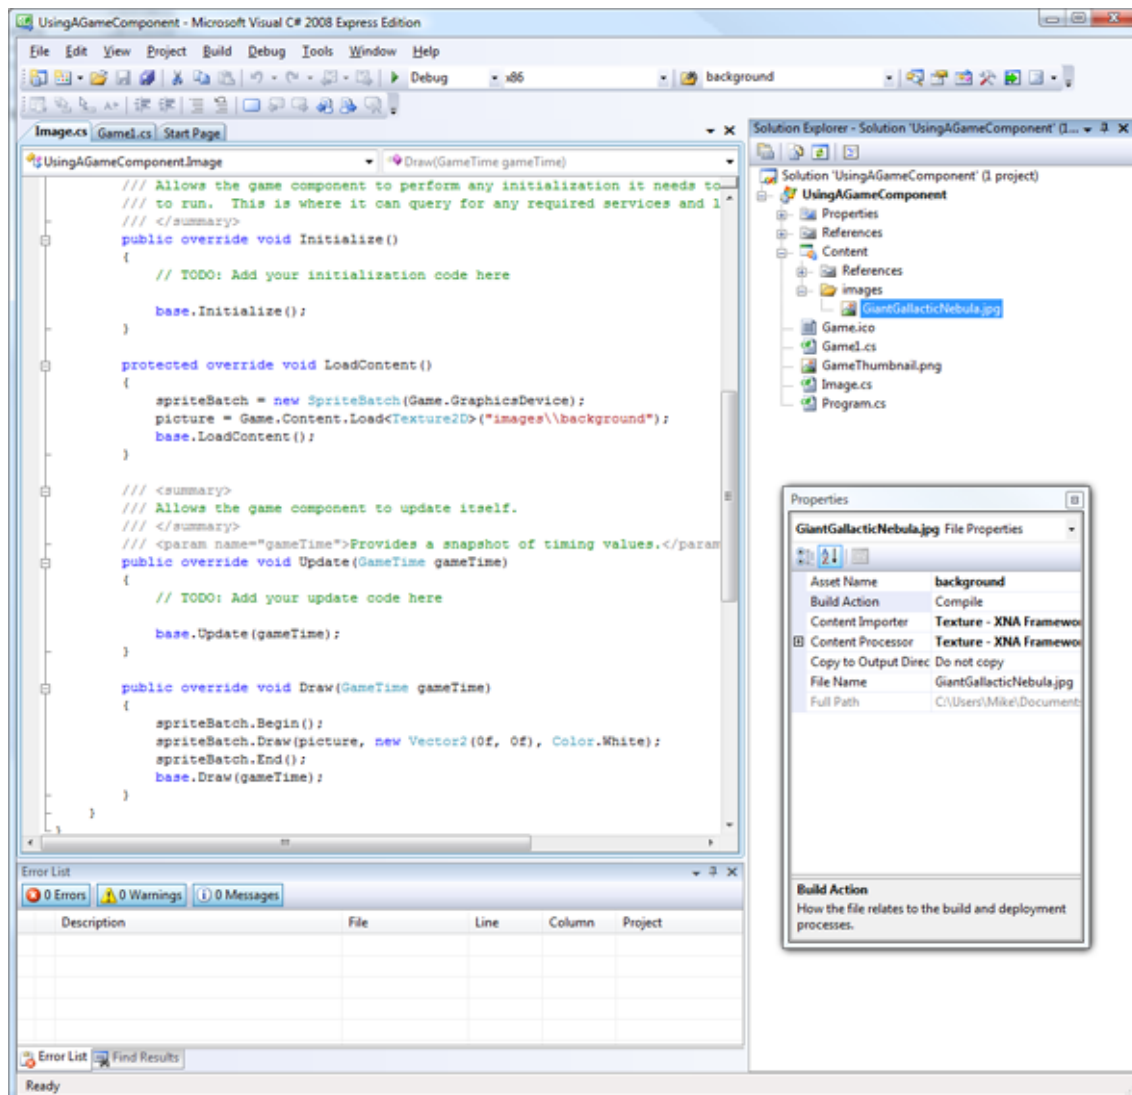 UsingAGameComponent - Microsoft Visual C# 2008 Express Edition
File Edit View Project Build Debug Tools Window Help
Debug x86 background
Image.cs Game1.cs Start Page
UsingAGameComponent.Image Draw(GameTime gameTime)
/// Allows the game component to perform any initialization it needs to
/// to run.  This is where it can query for any required services and l
/// </summary>
public override void Initialize()
{
// TODO: Add your initialization code here
base.Initialize();
}
protected override void LoadContent()
{
spriteBatch = new SpriteBatch(Game.GraphicsDevice);
picture = Game.Content.Load<Texture2D>("images\\background");
base.LoadContent();
}
/// <summary>
/// Allows the game component to update itself.
/// </summary>
/// <param name="gameTime">Provides a snapshot of timing values.</param
public override void Update(GameTime gameTime)
{
// TODO: Add your update code here
base.Update(gameTime);
}
public override void Draw(GameTime gameTime)
{
spriteBatch.Begin();
spriteBatch.Draw(picture, new Vector2(0f, 0f), Color.White);
spriteBatch.End();
base.Draw(gameTime);
}
}
}
Solution Explorer - Solution 'UsingAGameComponent' (1...
Solution 'UsingAGameComponent' (1 project)
UsingAGameComponent
Properties
References
Content
References
images
GiantGallacticNebula.jpg
Game.ico
Game1.cs
GameThumbnail.png
Image.cs
Program.cs
Properties
GiantGallacticNebula.jpg File Properties
Asset Name background
Build Action Compile
Content Importer Texture - XNA Framewo
Content Processor Texture - XNA Framewo
Copy to Output Direc Do not copy
File Name GiantGallacticNebula.jpg
Full Path C:\Users\Mike\Document
Build Action
How the file relates to the build and deployment
processes.
Error List
0 Errors 0 Warnings 0 Messages
Description File Line Column Project
Error List Find Results
Ready